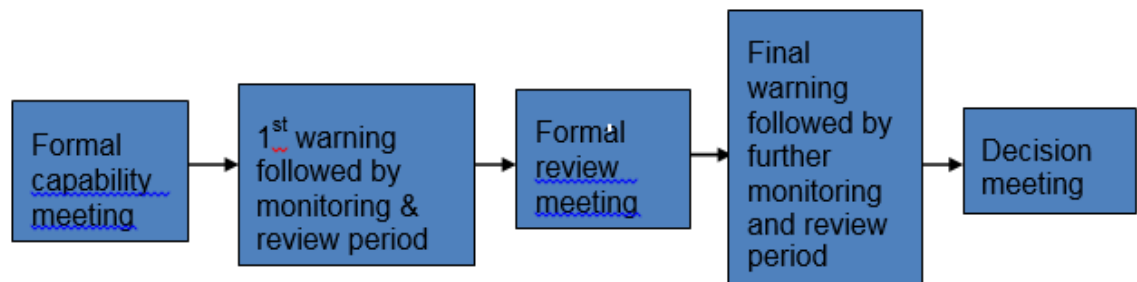 Formal
capability
meeting
1st warning
followed by
monitoring &
review period
Formal
review
meeting
Final
warning
followed by
further
monitoring
and review
period
Decision
meeting